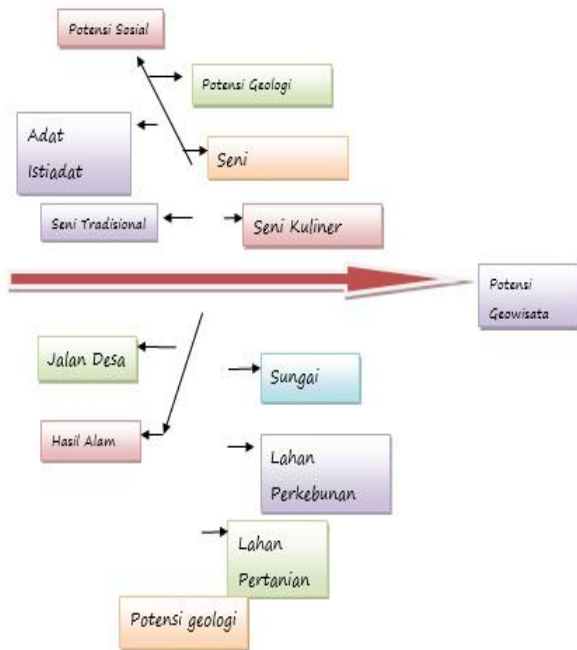 Potensi Sosial
Potensi Geologi
Adat
Istiadat
Seni
Seni Tradisional
Seni Kuliner
Potensi
Geowisata
Jalan Desa
Sungai
Hasil Alam
Lahan
Perkebunan
Lahan
Pertanian
Potensi geologi